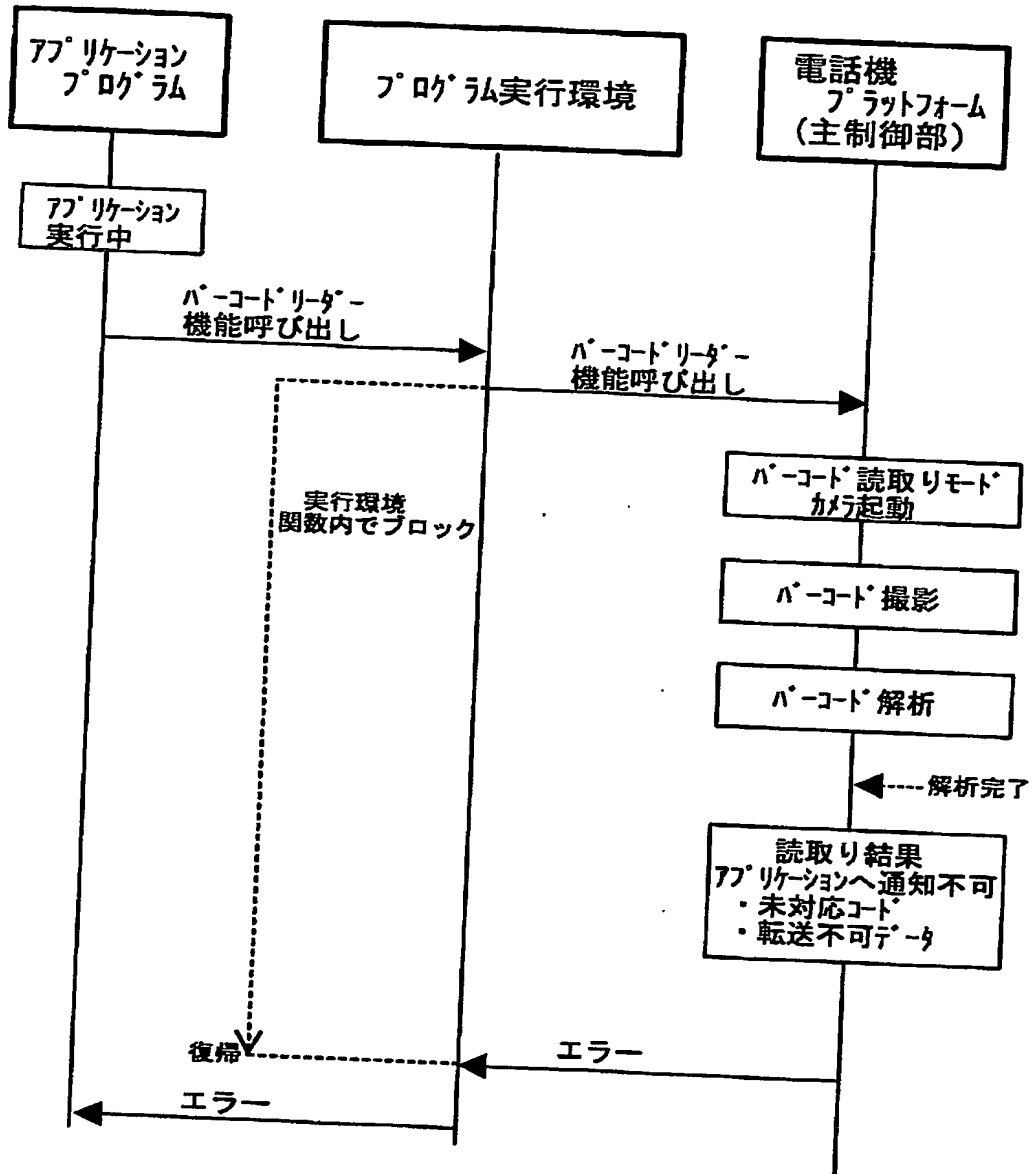 アプリケーション
プログラム
プログラム実行環境
電話機
プラットフォーム
(主制御部)
アプリケーション
実行中
バーコードリーダー
機能呼び出し
バーコードリーダー
機能呼び出し
バーコード読取りモード
カメラ起動
実行環境
関数内でブロック
バーコード撮影
バーコード解析
解析完了
読取り結果
アプリケーションへ通知不可
・未対応コード
・転送不可データ
復帰
エラー
エラー